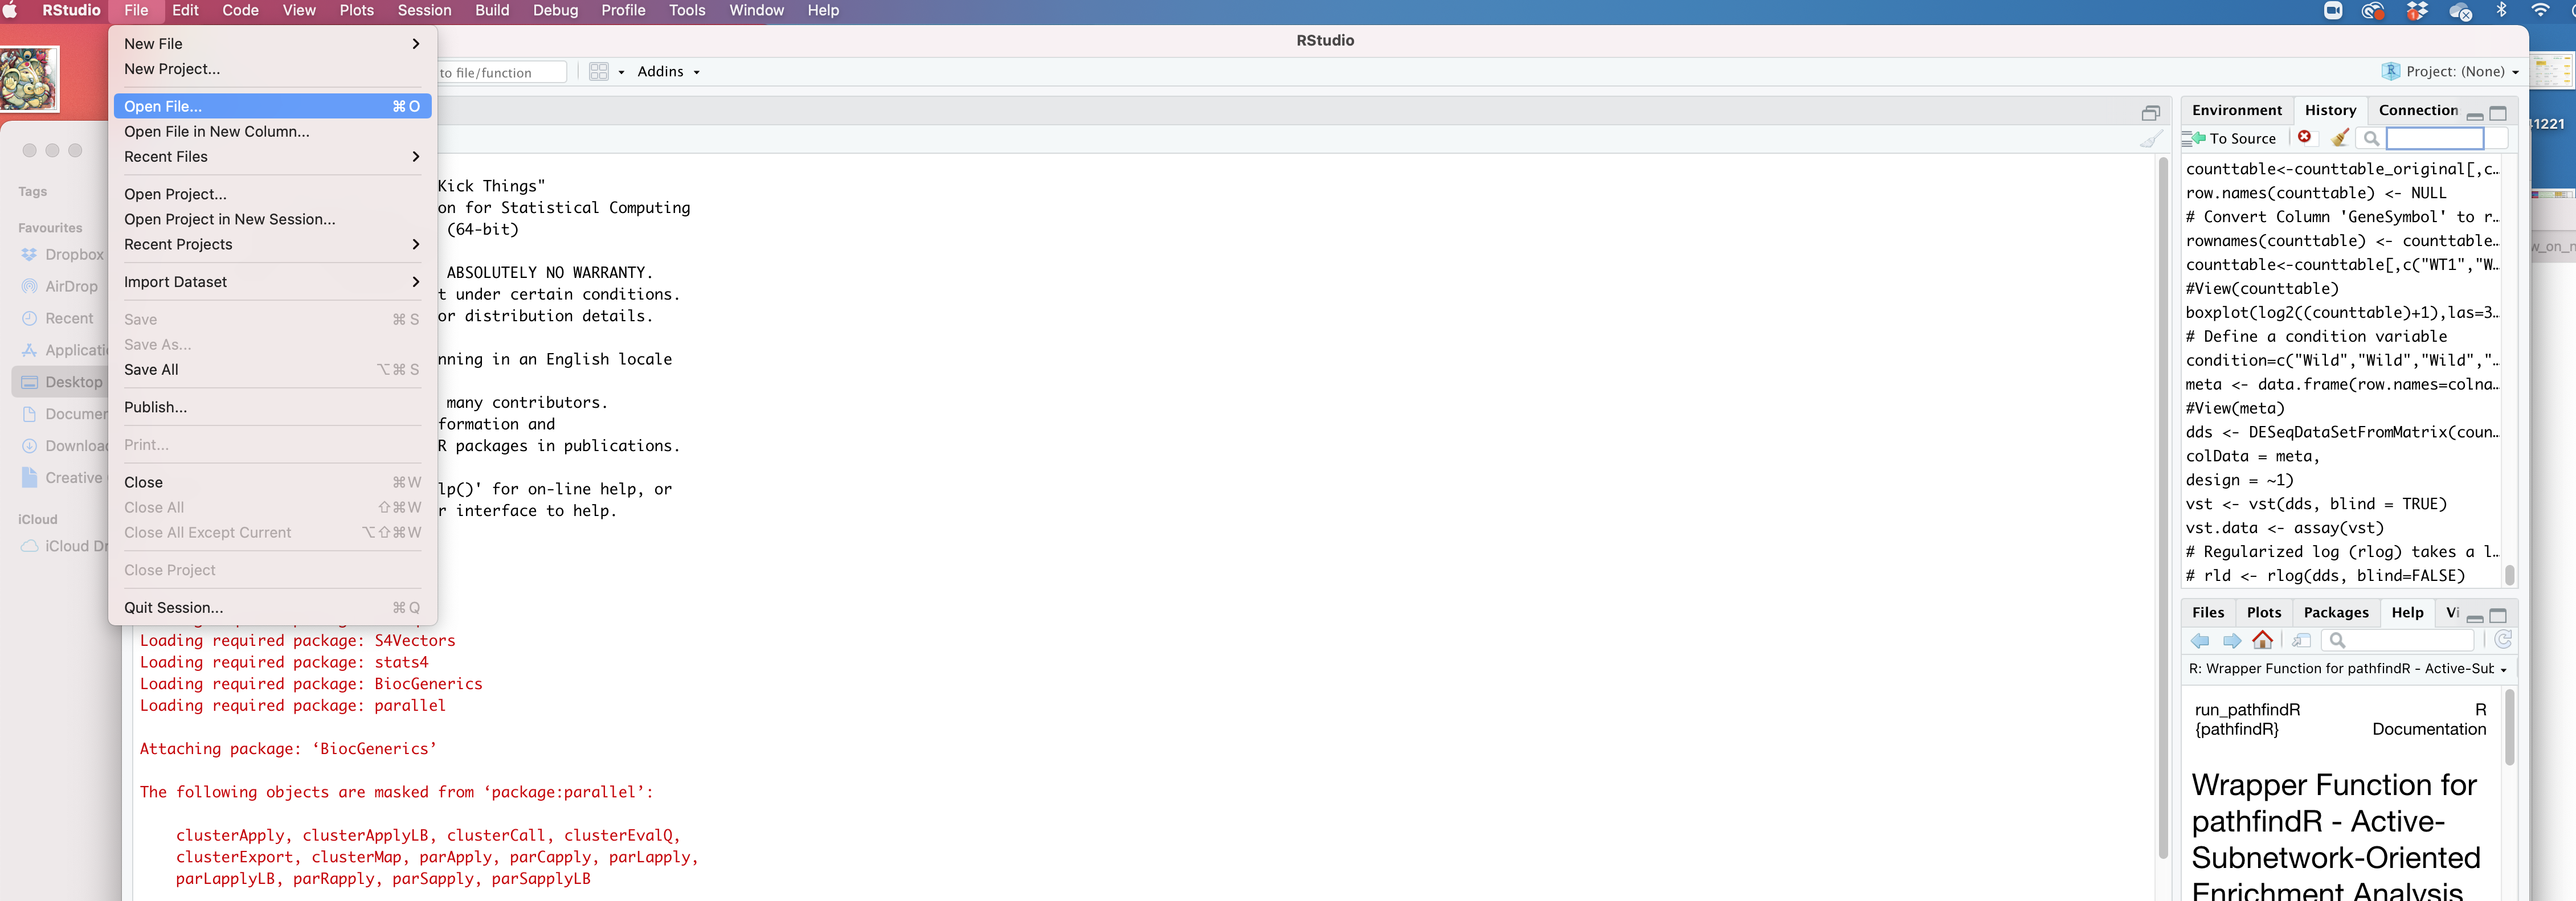 RStudio File Edit Code View Plots Session Build Debug Profile Tools Window Help
RStudio
New File
New Project...
Open File... ⌘O
Open File in New Column...
Recent Files
Open Project...
Open Project in New Session...
Recent Projects
Import Dataset
Save ⌘S
Save As...
Save All ⌥⌘S
Publish...
Print...
Close ⌘W
Close All ⇧⌘W
Close All Except Current ⌥⇧⌘W
Close Project
Quit Session... ⌘Q
to file/function Addins Project: (None)
Tags
Favourites
Dropbox
AirDrop
Recent
Applicati
Desktop
Documen
Downloa
Creative
iCloud
iCloud Dr
Kick Things"
on for Statistical Computing
(64-bit)
ABSOLUTELY NO WARRANTY.
t under certain conditions.
or distribution details.
nning in an English locale
many contributors.
formation and
R packages in publications.
lp()' for on-line help, or
r interface to help.
Loading required package: S4Vectors
Loading required package: stats4
Loading required package: BiocGenerics
Loading required package: parallel
Attaching package: ‘BiocGenerics’
The following objects are masked from ‘package:parallel’:
clusterApply, clusterApplyLB, clusterCall, clusterEvalQ,
clusterExport, clusterMap, parApply, parCapply, parLapply,
parLapplyLB, parRapply, parSapply, parSapplyLB
Environment History Connection
To Source
counttable<-counttable_original[,c…
row.names(counttable) <- NULL
# Convert Column 'GeneSymbol' to r…
rownames(counttable) <- counttable…
counttable<-counttable[,c("WT1","W…
#View(counttable)
boxplot(log2((counttable)+1),las=3…
# Define a condition variable
condition=c("Wild","Wild","Wild","…
meta <- data.frame(row.names=colna…
#View(meta)
dds <- DESeqDataSetFromMatrix(coun…
colData = meta,
design = ~1)
vst <- vst(dds, blind = TRUE)
vst.data <- assay(vst)
# Regularized log (rlog) takes a l…
# rld <- rlog(dds, blind=FALSE)
Files Plots Packages Help Vi
R: Wrapper Function for pathfindR - Active-Sub
run_pathfindR R
{pathfindR} Documentation
Wrapper Function for
pathfindR - Active-
Subnetwork-Oriented
Enrichment Analysis
41221
w_on_n